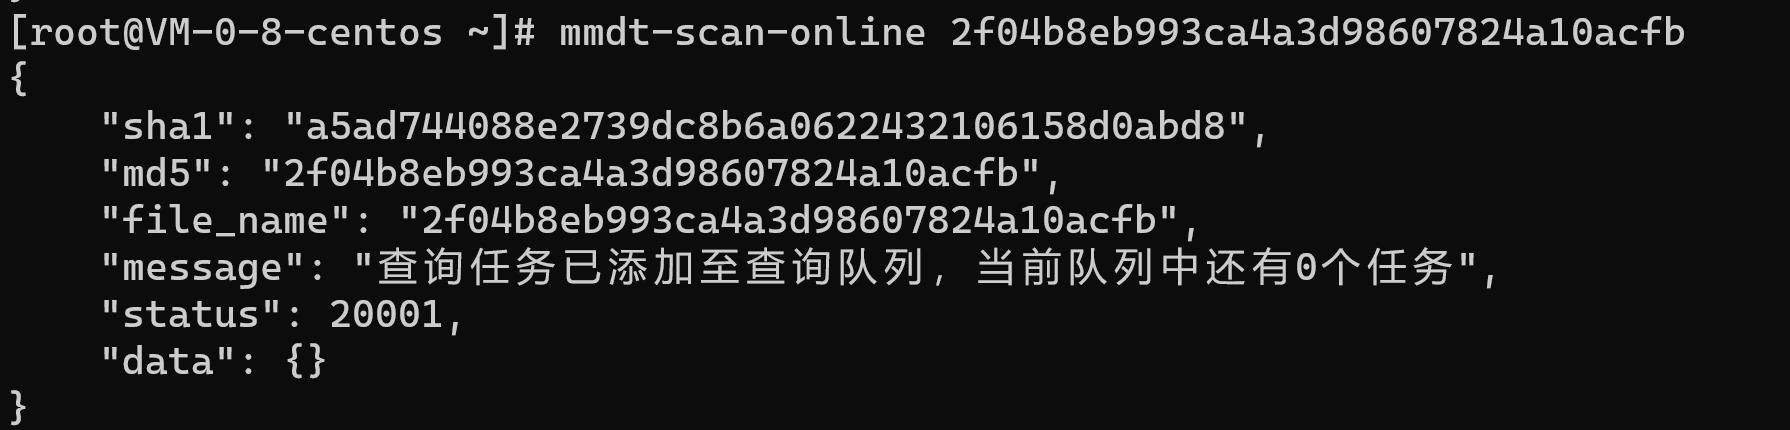 [root@VM-0-8-centos ~]# mmdt-scan-online 2f04b8eb993ca4a3d98607824a10acfb
{
    "sha1": "a5ad744088e2739dc8b6a0622432106158d0abd8",
    "md5": "2f04b8eb993ca4a3d98607824a10acfb",
    "file_name": "2f04b8eb993ca4a3d98607824a10acfb",
    "message": "查询任务已添加至查询队列，当前队列中还有0个任务",
    "status": 20001,
    "data": {}
}